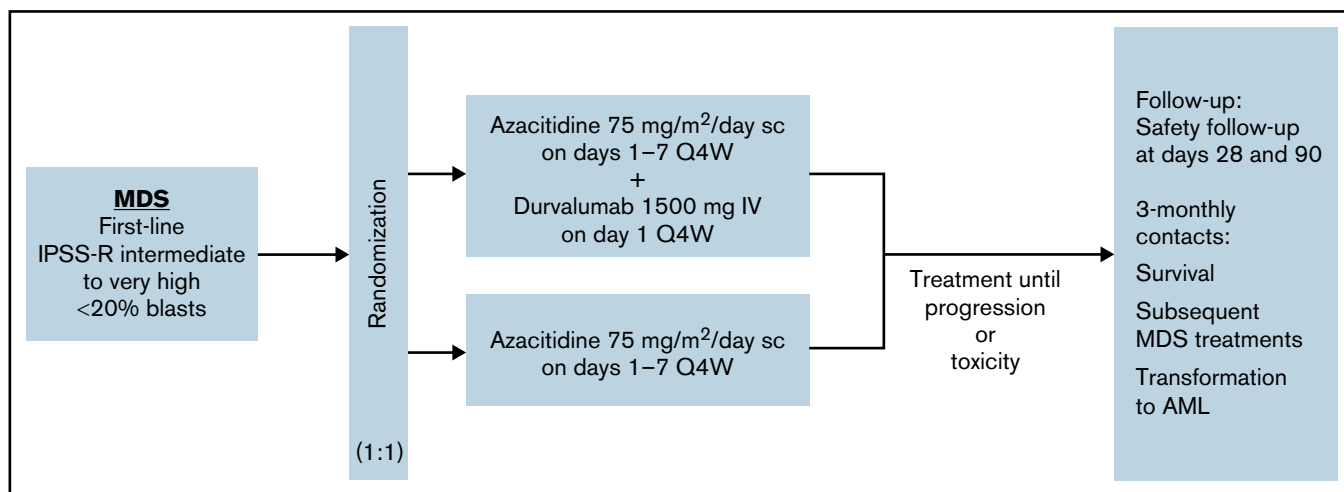 MDS
First-line
IPSS-R intermediate
to very high
<20% blasts
Randomization
(1:1)
Azacitidine 75 mg/m²/day sc
on days 1–7 Q4W
+
Durvalumab 1500 mg IV
on day 1 Q4W
Azacitidine 75 mg/m²/day sc
on days 1–7 Q4W
Treatment until
progression
or
toxicity
Follow-up:
Safety follow-up
at days 28 and 90
3-monthly
contacts:
Survival
Subsequent
MDS treatments
Transformation
to AML